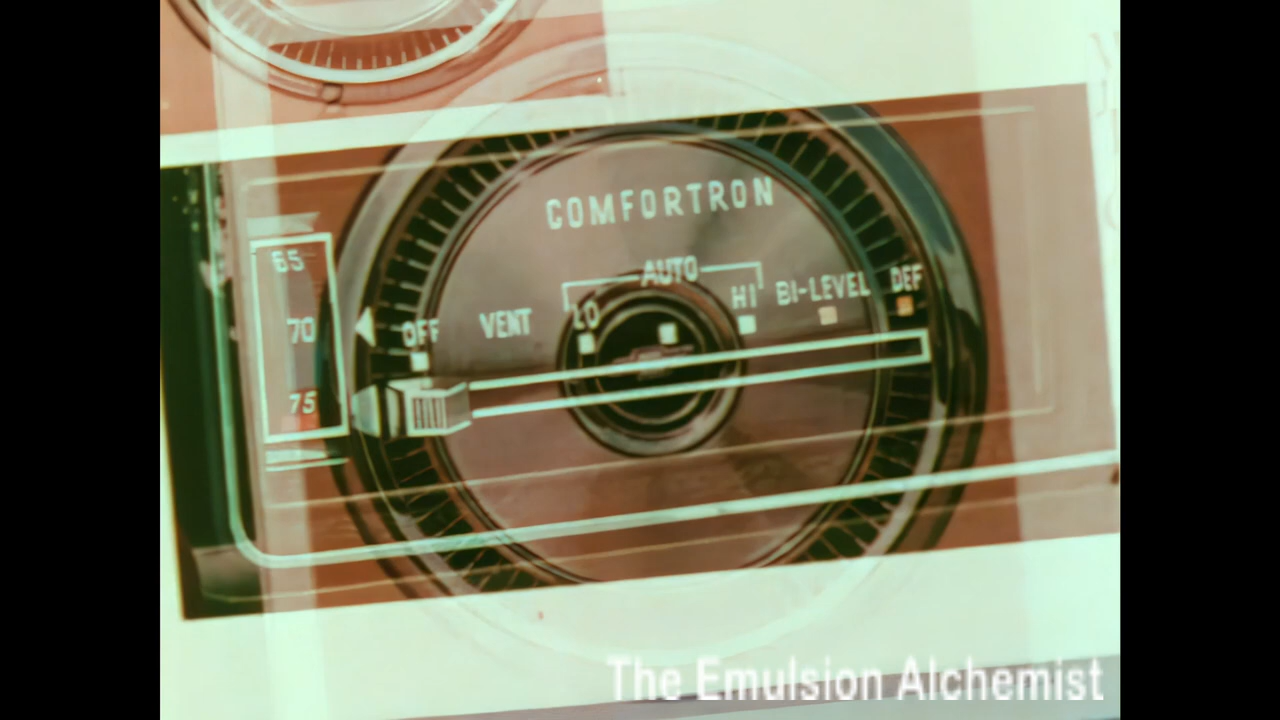 COMFORTRON
AUTO
OFF VENT LO HI BI-LEVEL DEF
65
70
75
The Emulsion Alchemist